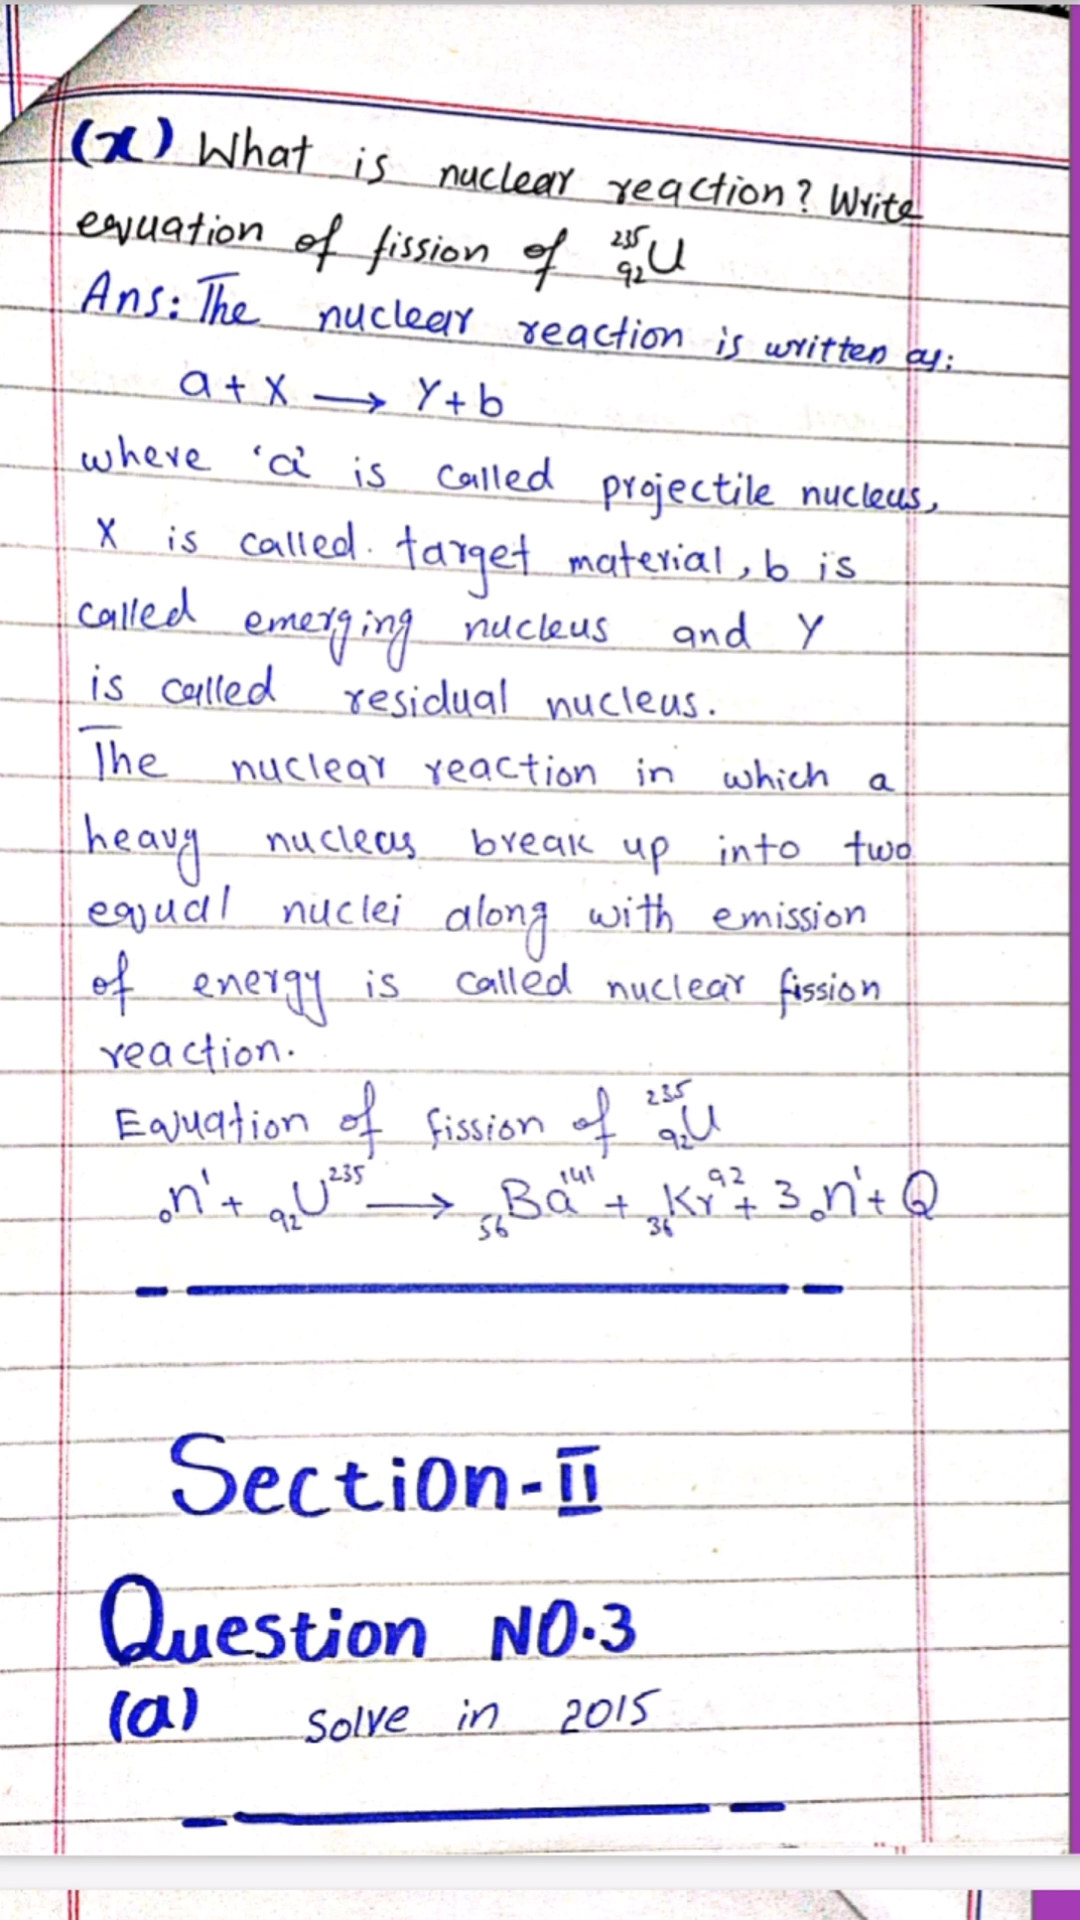 (x) What is nuclear reaction? Write
equation of fission of ²³⁵₉₂U
Ans: The nuclear reaction is written as:
a + X ⟶ Y + b
where 'a' is called projectile nucleus,
X is called. target material, b is
called emerging nucleus and Y
is called residual nucleus.
The nuclear reaction in which a
heavy nucleus break up into two
equal nuclei along with emission
of energy is called nuclear fission
reaction.
Equation of fission of ²³⁵₉₂U
₀n¹ + ₉₂U²³⁵ ⟶ ₅₆Ba¹⁴¹ + ₃₆Kr⁹² + 3₀n¹ + Q
Section-II
Question NO.3
(a) Solve in 2015